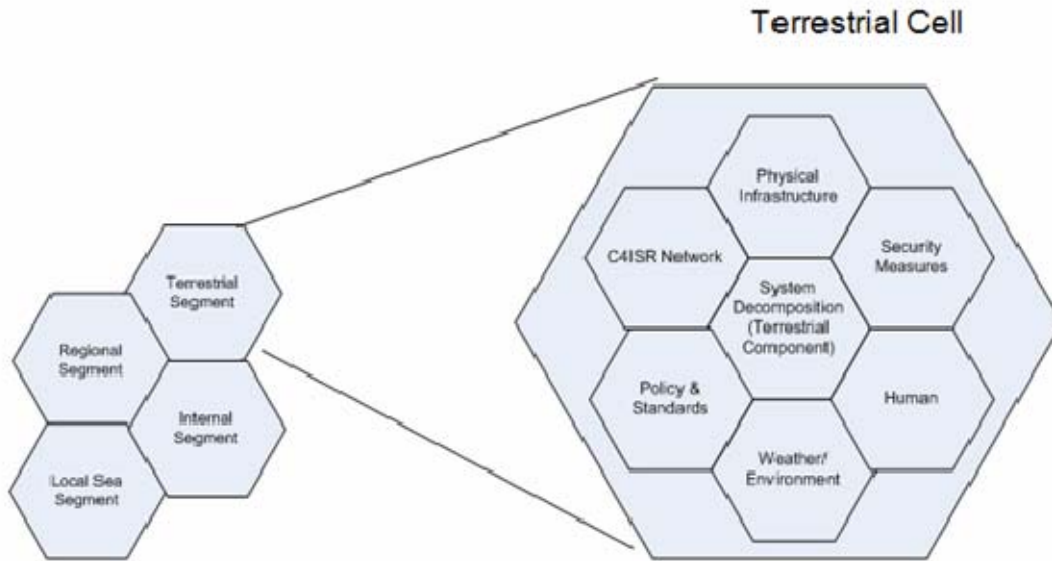 Terrestrial Cell
Terrestrial
Segment
Regional
Segment
Internal
Segment
Local Sea
Segment
Physical
Infrastructure
C4ISR Network
Security
Measures
System
Decomposition
(Terrestrial
Component)
Policy &
Standards
Human
Weather/
Environment